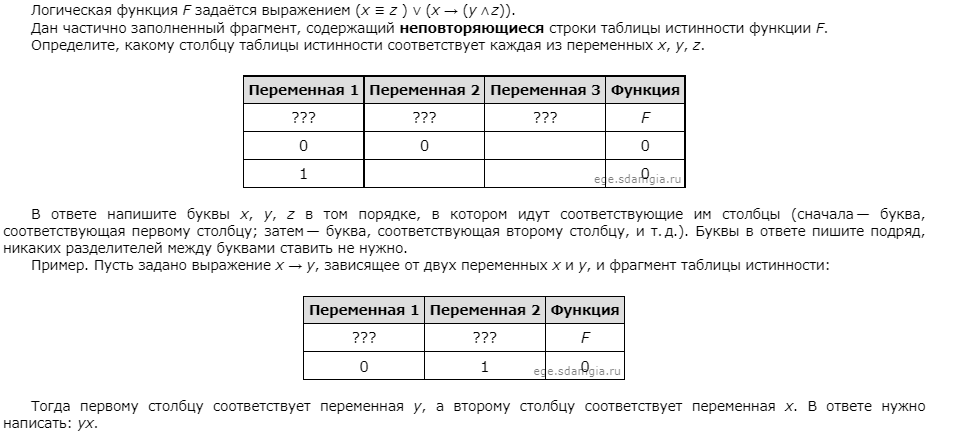 Логическая функция F задаётся выражением (x ≡ z ) ∨ (x → (y ∧z)).
Дан частично заполненный фрагмент, содержащий неповторяющиеся строки таблицы истинности функции F.
Определите, какому столбцу таблицы истинности соответствует каждая из переменных x, y, z.
Переменная 1 Переменная 2 Переменная 3 Функция
??? ??? ??? F
0 0 0
1 0
ege.sdamgia.ru
В ответе напишите буквы x, y, z в том порядке, в котором идут соответствующие им столбцы (сначала — буква,
соответствующая первому столбцу; затем — буква, соответствующая второму столбцу, и т. д.). Буквы в ответе пишите подряд,
никаких разделителей между буквами ставить не нужно.
Пример. Пусть задано выражение x → y, зависящее от двух переменных x и y, и фрагмент таблицы истинности:
Переменная 1 Переменная 2 Функция
??? ??? F
0 1 0
ege.sdamgia.ru
Тогда первому столбцу соответствует переменная y, а второму столбцу соответствует переменная x. В ответе нужно
написать: yx.